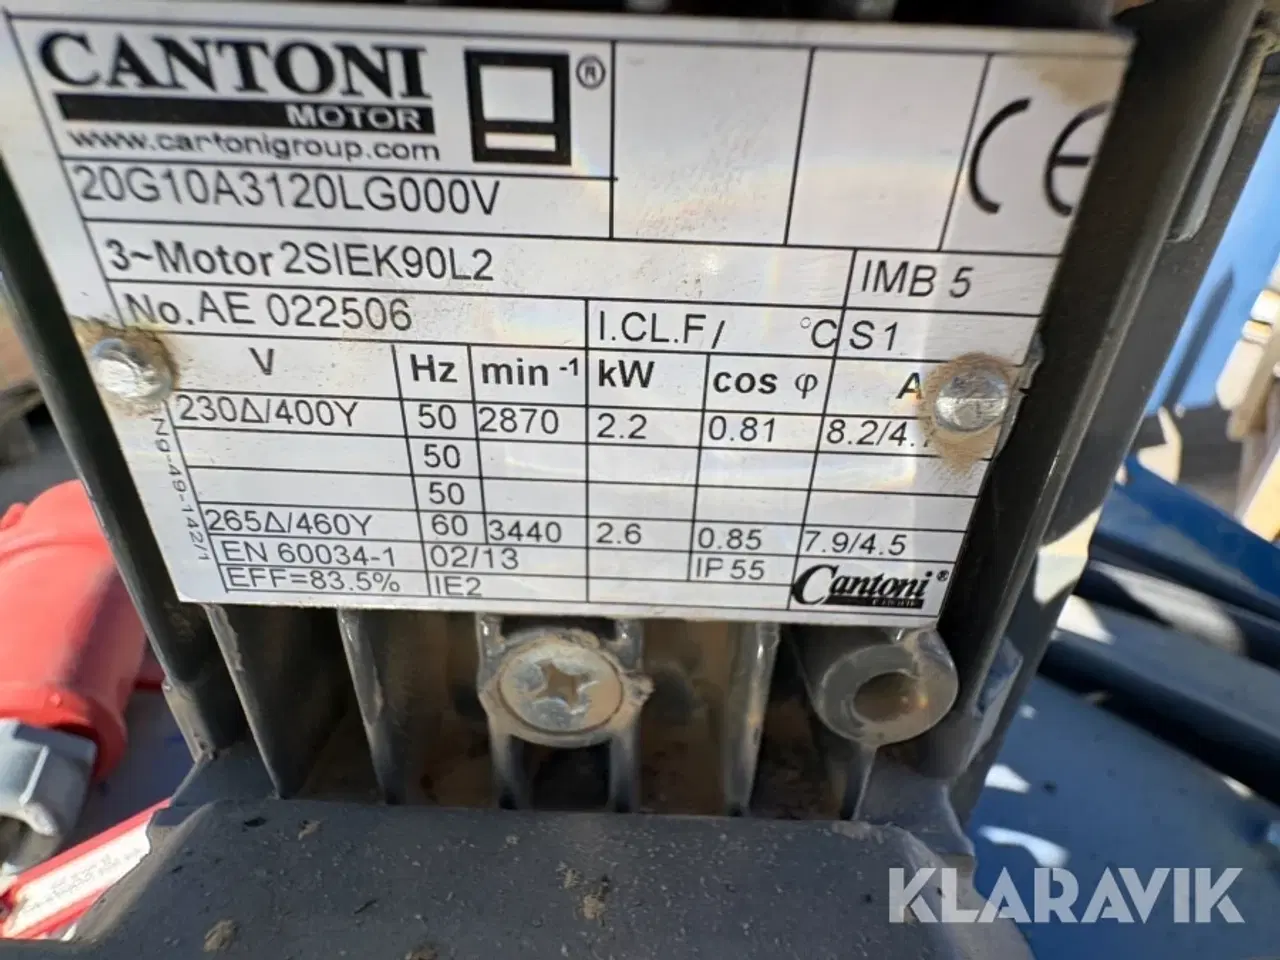 CANTONI
MOTOR
®
www.cantonigroup.com
CE
20G10A3120LG000V
3~Motor 2SIEK90L2 IMB 5
No. AE 022506 I.CL.F/ °C S1
V Hz min -1 kW cos φ A
230Δ/400Y 50 2870 2.2 0.81 8.2/4.
50
50
265Δ/460Y 60 3440 2.6 0.85 7.9/4.5
EN 60034-1 02/13 IP 55
EFF=83.5% IE2
Cantoni ®
GROUP
KLARAVIK